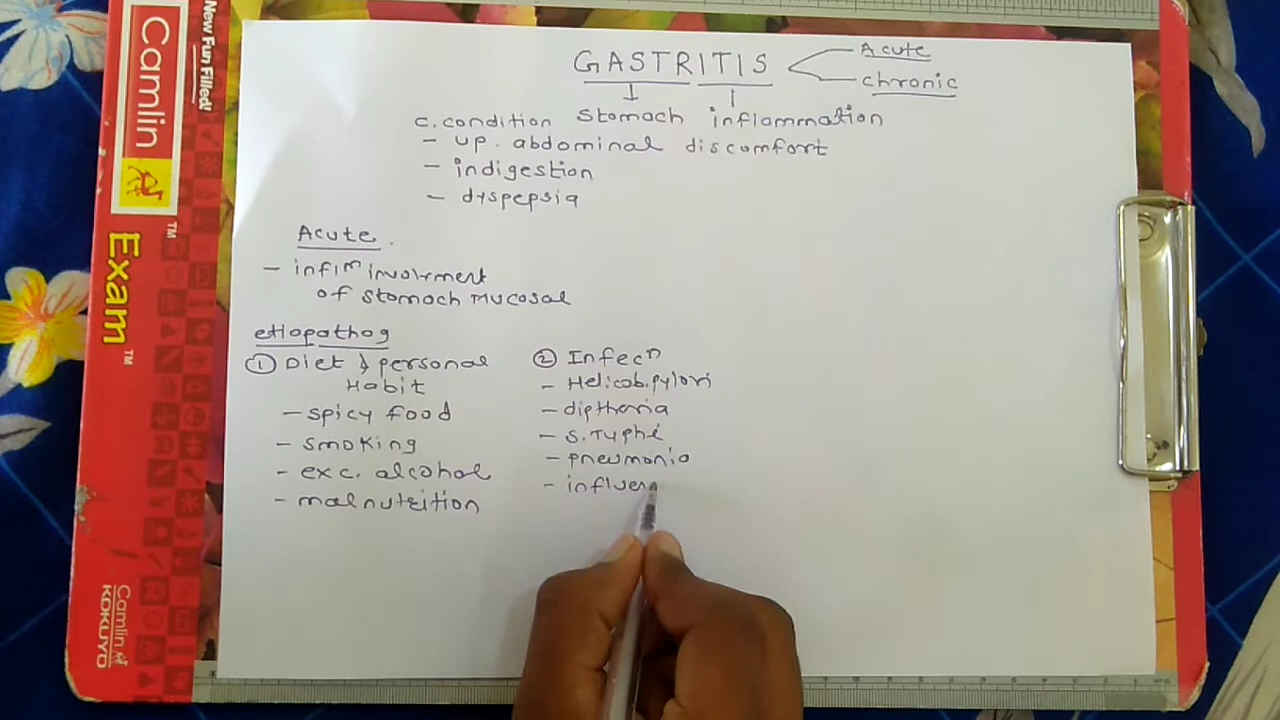 New Fun Filled!
Camlin
Exam
Camlin
KOKUYO
GASTRITIS
Acute
chronic
c. condition stomach inflammation
- up. abdominal discomfort
- indigestion
- dyspepsia
Acute.
- inflm involvment
of stomach Mucosal
etiopathog
① Diet & personal
Habit
- spicy food
- smoking
- exc. alcohol
- malnutrition
② Infecn
- Helicob.pylori
- diptheria
- S.Typhi
- pneumonia
- influen